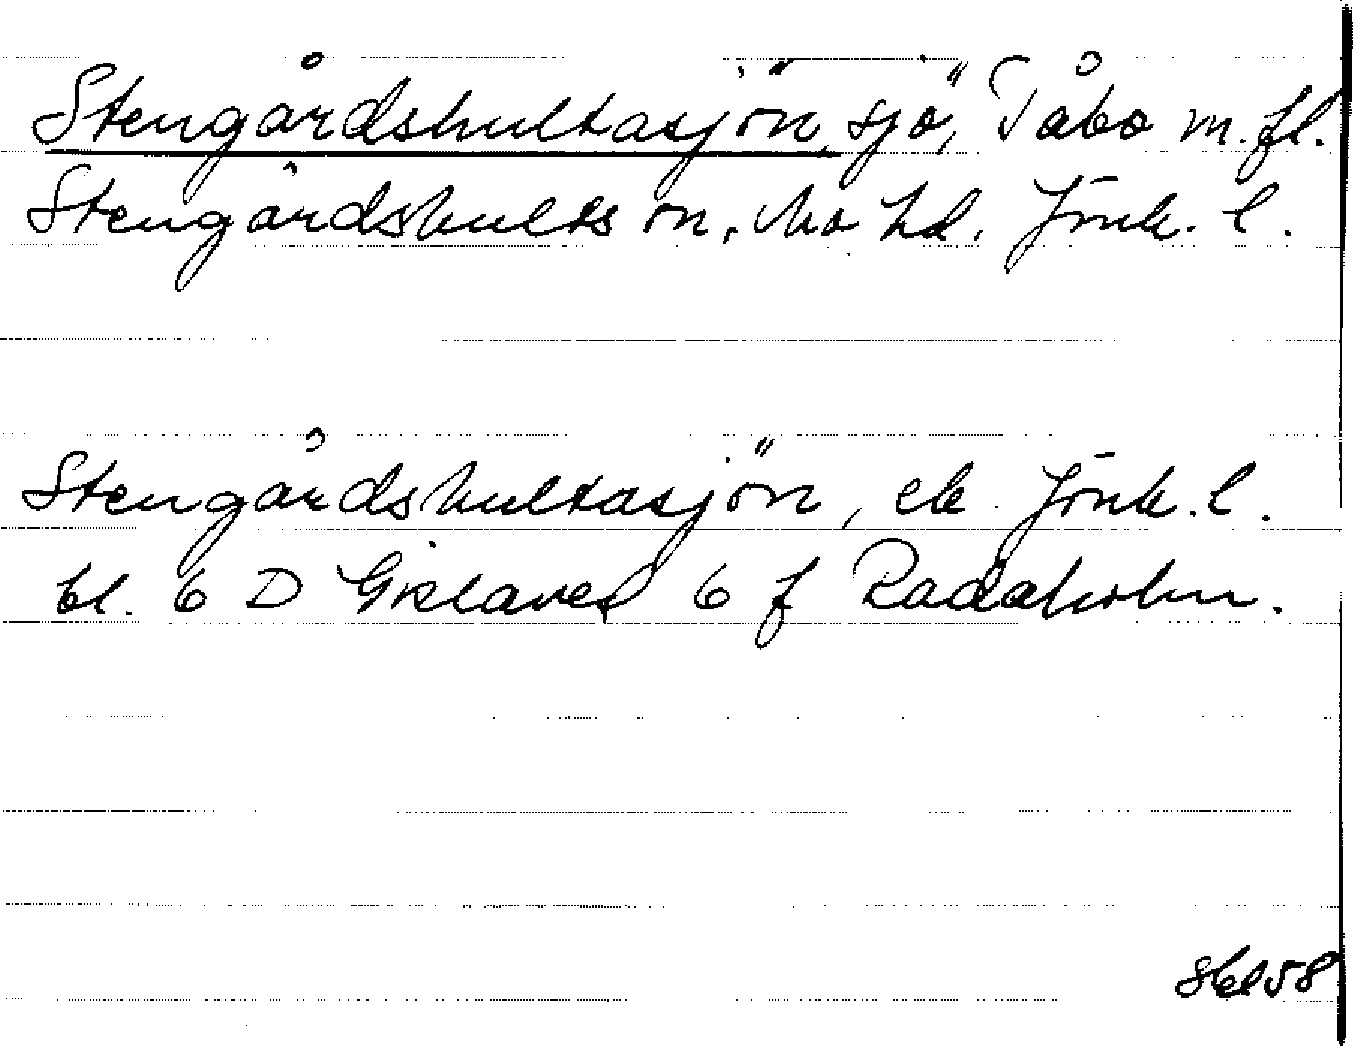 Stengårdshultasjön, sjö, Tåbo m. fl.
Stengårdshults sn, Mo hd. Jönk. l.
Stengårdshultasjön, ek Jönk. l.
bl. 6 D Gislaved 6 f Radaholm.